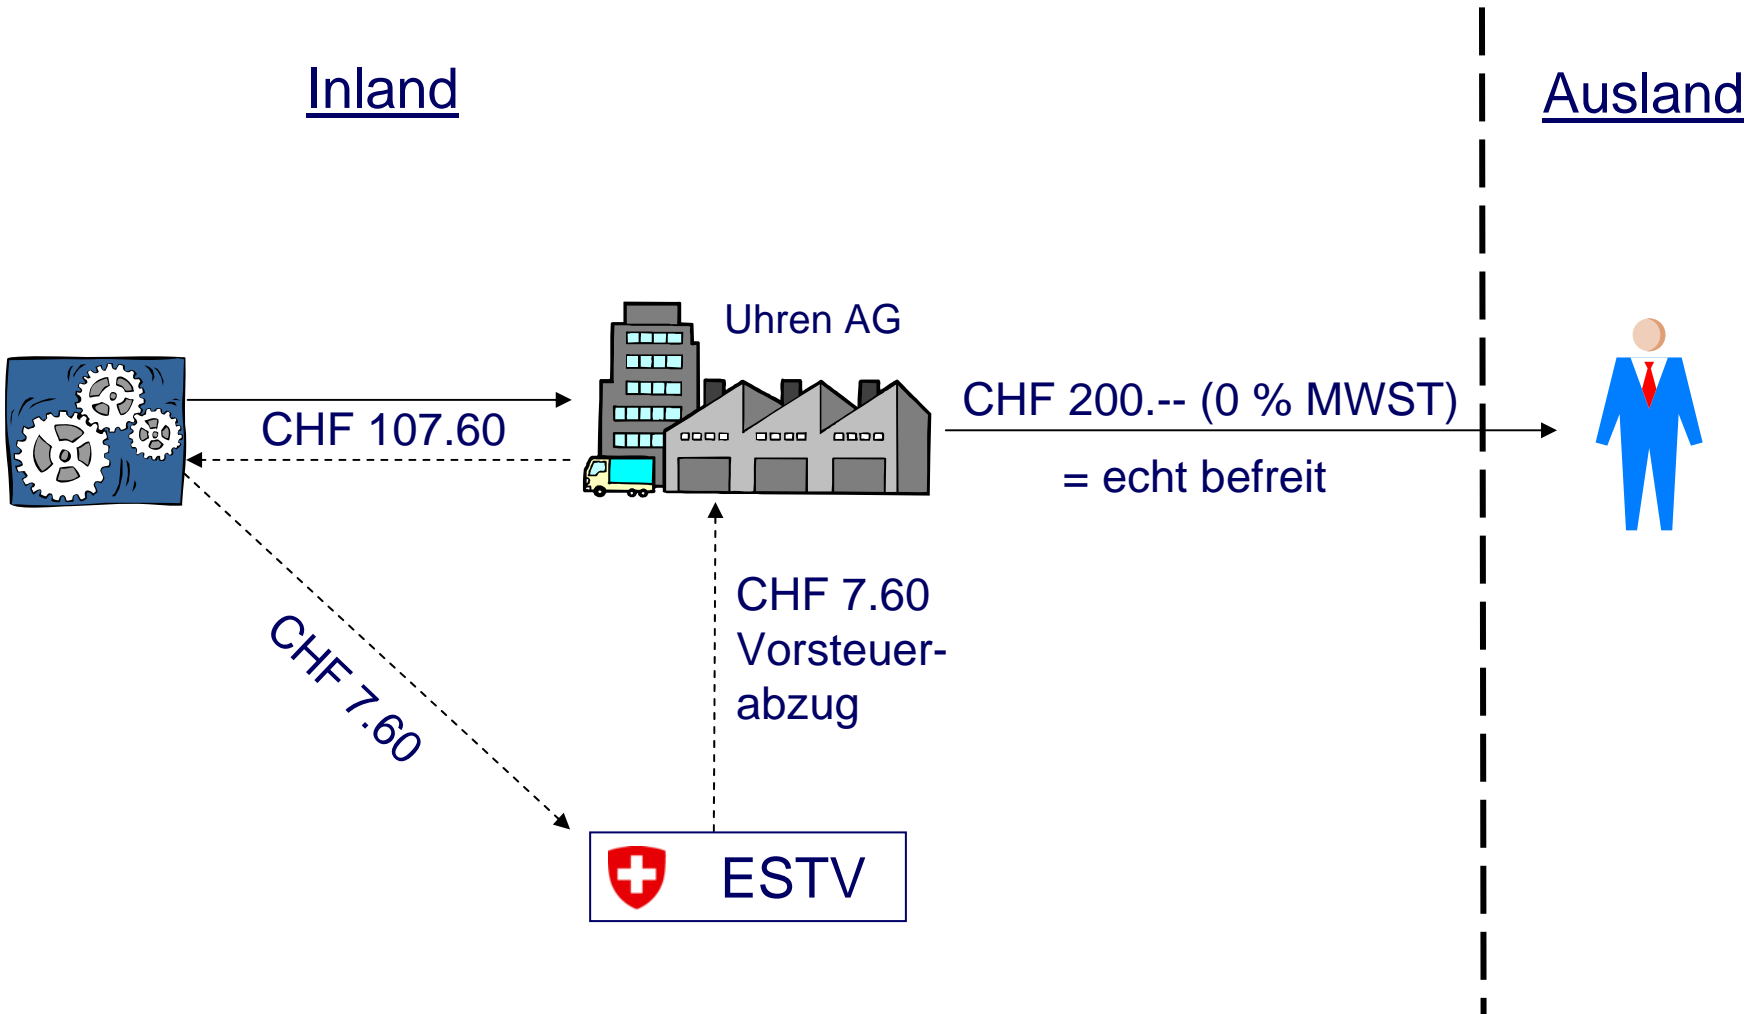 Inland
Ausland
Uhren AG
CHF 107.60
CHF 200.-- (0 % MWST)
= echt befreit
CHF 7.60
CHF 7.60
Vorsteuer-
abzug
ESTV